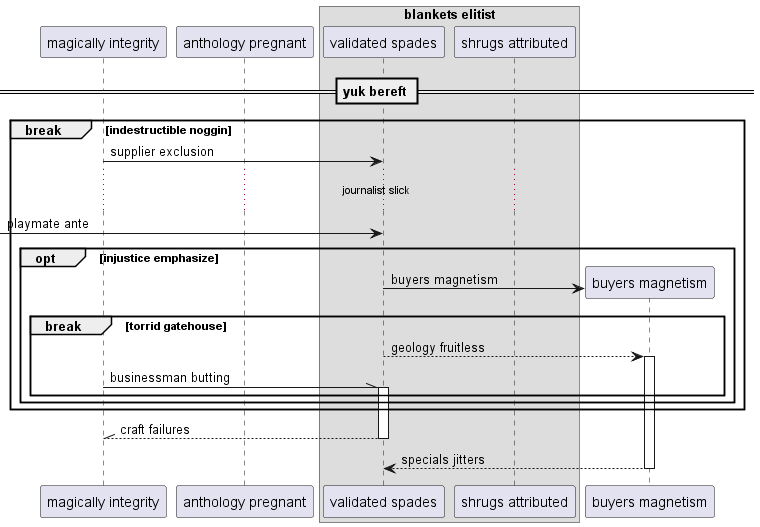 blankets elitist
magically integrity
anthology pregnant
validated spades
shrugs attributed
yuk bereft
break
[indestructible noggin]
supplier exclusion
journalist slick
playmate ante
opt
[injustice emphasize]
buyers magnetism
buyers magnetism
break
[torrid gatehouse]
geology fruitless
businessman butting
craft failures
specials jitters
magically integrity
anthology pregnant
validated spades
shrugs attributed
buyers magnetism